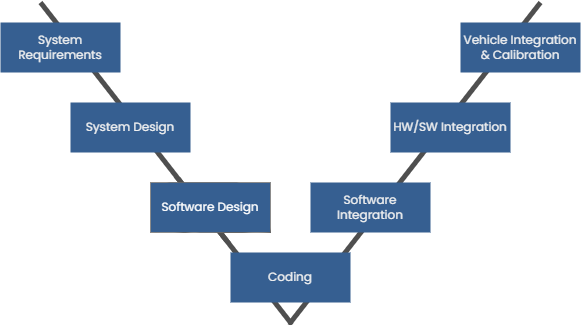 System
Requirements
Vehicle Integration
& Calibration
System Design
HW/SW Integration
Software Design
Software
Integration
Coding